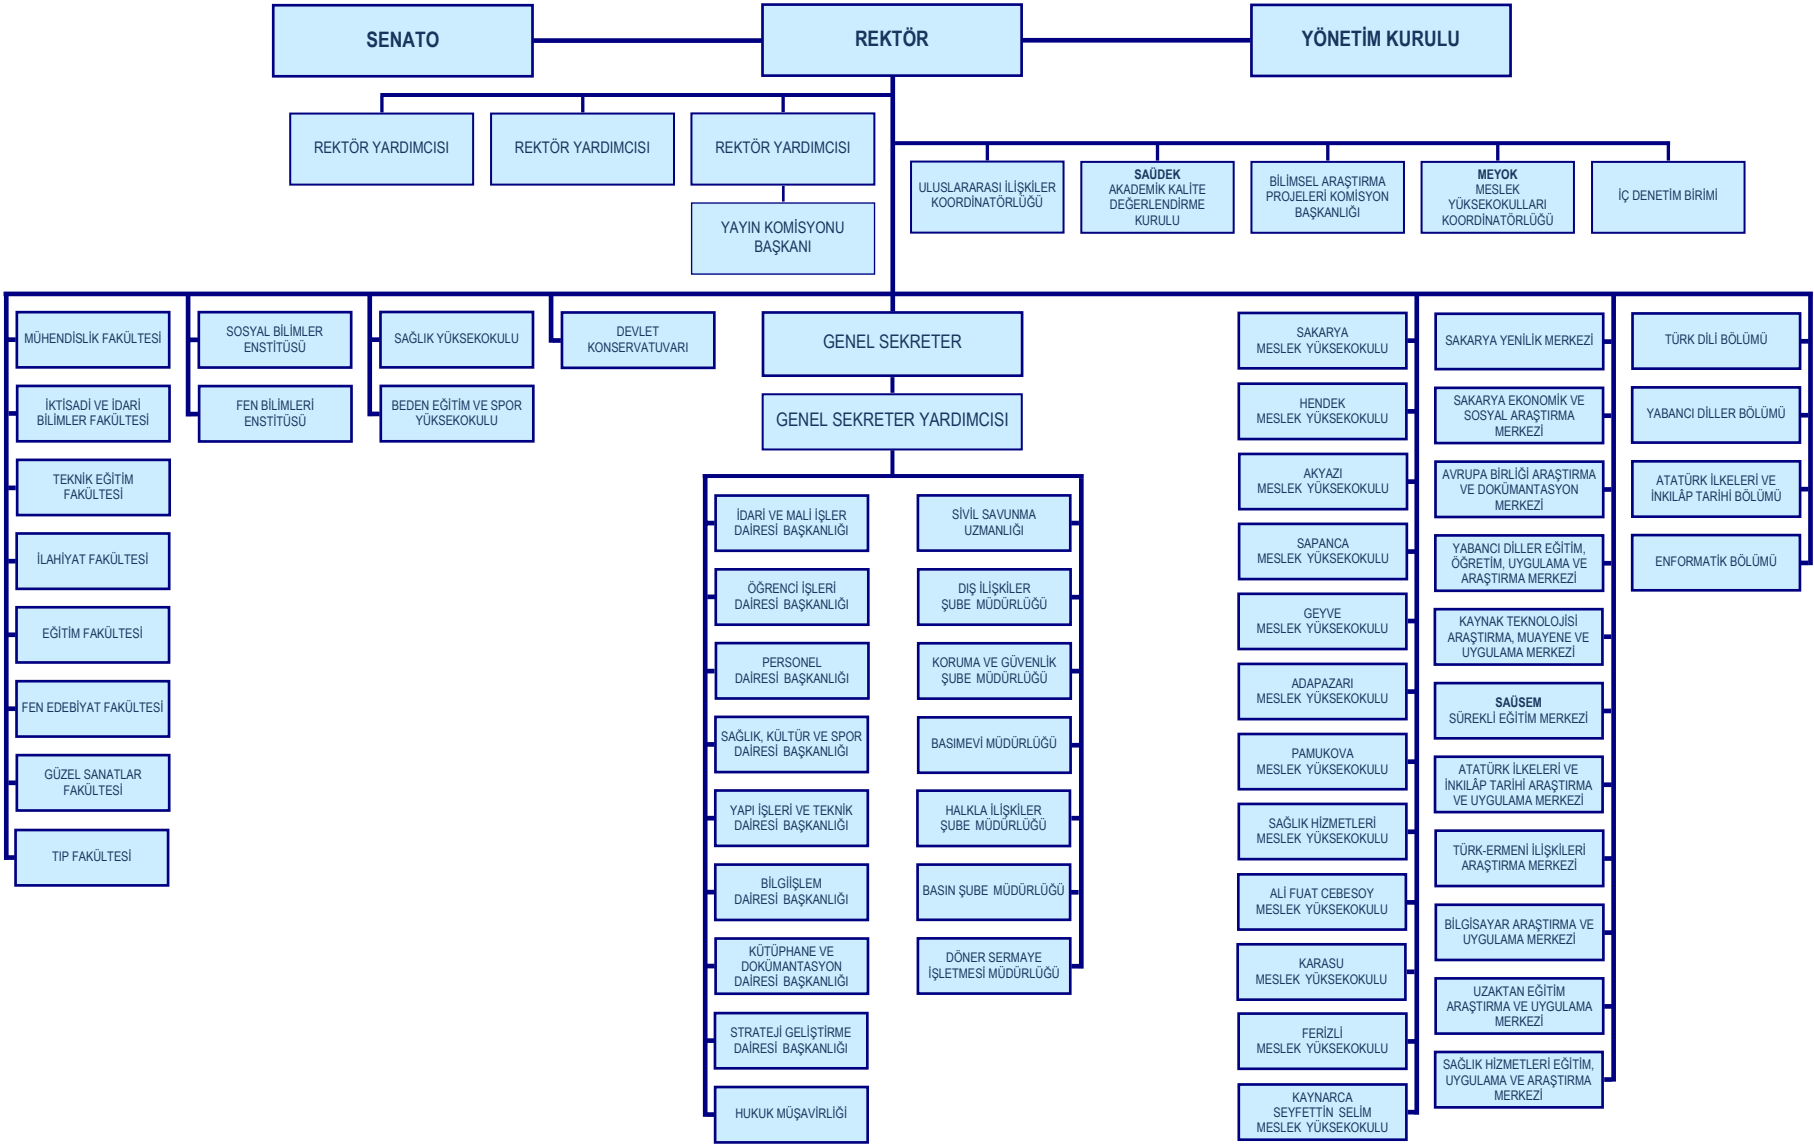 SENATO
REKTÖR
YÖNETİM KURULU
REKTÖR YARDIMCISI
REKTÖR YARDIMCISI
REKTÖR YARDIMCISI
YAYIN KOMİSYONU
BAŞKANI
ULUSLARARASI İLİŞKİLER
KOORDİNATÖRLÜĞÜ
SAÜDEK
AKADEMİK KALİTE
DEĞERLENDİRME
KURULU
BİLİMSEL ARAŞTIRMA
PROJELERİ KOMİSYON
BAŞKANLIĞI
MEYOK
MESLEK
YÜKSEKOKULLARI
KOORDİNATÖRLÜĞÜ
İÇ DENETİM BİRİMİ
MÜHENDİSLİK FAKÜLTESİ
İKTİSADİ VE İDARİ
BİLİMLER FAKÜLTESİ
TEKNİK EĞİTİM
FAKÜLTESİ
İLAHİYAT FAKÜLTESİ
EĞİTİM FAKÜLTESİ
FEN EDEBİYAT FAKÜLTESİ
GÜZEL SANATLAR
FAKÜLTESİ
TIP FAKÜLTESİ
SOSYAL BİLİMLER
ENSTİTÜSÜ
FEN BİLİMLERİ
ENSTİTÜSÜ
SAĞLIK YÜKSEKOKULU
BEDEN EĞİTİM VE SPOR
YÜKSEKOKULU
DEVLET
KONSERVATUVARI
GENEL SEKRETER
GENEL SEKRETER YARDIMCISI
İDARİ VE MALİ İŞLER
DAİRESİ BAŞKANLIĞI
ÖĞRENCİ İŞLERİ
DAİRESİ BAŞKANLIĞI
PERSONEL
DAİRESİ BAŞKANLIĞI
SAĞLIK, KÜLTÜR VE SPOR
DAİRESİ BAŞKANLIĞI
YAPI İŞLERİ VE TEKNİK
DAİRESİ BAŞKANLIĞI
BİLGİİŞLEM
DAİRESİ BAŞKANLIĞI
KÜTÜPHANE VE
DOKÜMANTASYON
DAİRESİ BAŞKANLIĞI
STRATEJİ GELİŞTİRME
DAİRESİ BAŞKANLIĞI
HUKUK MÜŞAVİRLİĞİ
SİVİL SAVUNMA
UZMANLIĞI
DIŞ İLİŞKİLER
ŞUBE MÜDÜRLÜĞÜ
KORUMA VE GÜVENLİK
ŞUBE MÜDÜRLÜĞÜ
BASIMEVİ MÜDÜRLÜĞÜ
HALKLA İLİŞKİLER
ŞUBE MÜDÜRLÜĞÜ
BASIN ŞUBE MÜDÜRLÜĞÜ
DÖNER SERMAYE
İŞLETMESİ MÜDÜRLÜĞÜ
SAKARYA
MESLEK YÜKSEKOKULU
HENDEK
MESLEK YÜKSEKOKULU
AKYAZI
MESLEK YÜKSEKOKULU
SAPANCA
MESLEK YÜKSEKOKULU
GEYVE
MESLEK YÜKSEKOKULU
ADAPAZARI
MESLEK YÜKSEKOKULU
PAMUKOVA
MESLEK YÜKSEKOKULU
SAĞLIK HİZMETLERİ
MESLEK YÜKSEKOKULU
ALİ FUAT CEBESOY
MESLEK YÜKSEKOKULU
KARASU
MESLEK YÜKSEKOKULU
FERİZLİ
MESLEK YÜKSEKOKULU
KAYNARCA
SEYFETTİN SELİM
MESLEK YÜKSEKOKULU
SAKARYA YENİLİK MERKEZİ
SAKARYA EKONOMİK VE
SOSYAL ARAŞTIRMA
MERKEZİ
AVRUPA BİRLİĞİ ARAŞTIRMA
VE DOKÜMANTASYON
MERKEZİ
YABANCI DİLLER EĞİTİM,
ÖĞRETİM, UYGULAMA VE
ARAŞTIRMA MERKEZİ
KAYNAK TEKNOLOJİSİ
ARAŞTIRMA, MUAYENE VE
UYGULAMA MERKEZİ
SAÜSEM
SÜREKLİ EĞİTİM MERKEZİ
ATATÜRK İLKELERİ VE
İNKILÂP TARİHİ ARAŞTIRMA
VE UYGULAMA MERKEZİ
TÜRK-ERMENİ İLİŞKİLERİ
ARAŞTIRMA MERKEZİ
BİLGİSAYAR ARAŞTIRMA VE
UYGULAMA MERKEZİ
UZAKTAN EĞİTİM
ARAŞTIRMA VE UYGULAMA
MERKEZİ
SAĞLIK HİZMETLERİ EĞİTİM,
UYGULAMA VE ARAŞTIRMA
MERKEZİ
TÜRK DİLİ BÖLÜMÜ
YABANCI DİLLER BÖLÜMÜ
ATATÜRK İLKELERİ VE
İNKILÂP TARİHİ BÖLÜMÜ
ENFORMATİK BÖLÜMÜ